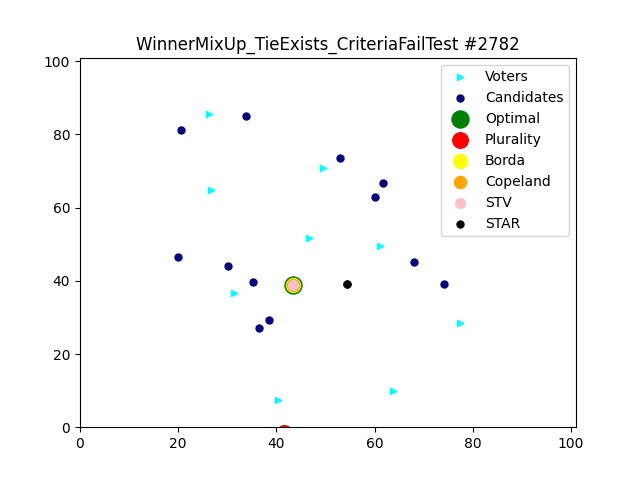 WinnerMixUp_TieExists_CriteriaFailTest #2782
100
80
60
40
20
0
0
20
40
60
80
100
Voters
Candidates
Optimal
Plurality
Borda
Copeland
STV
STAR